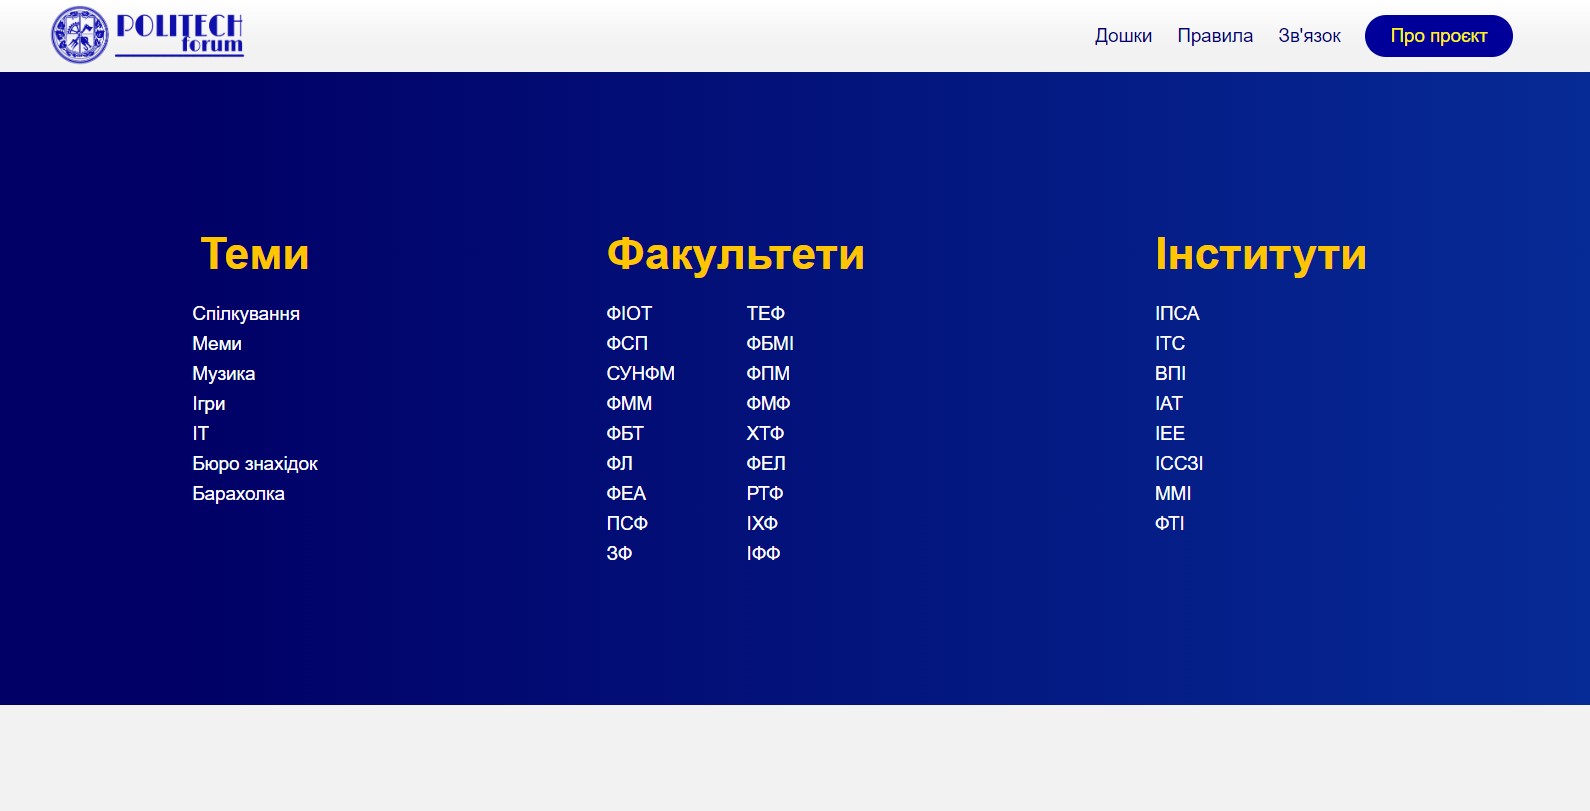 POLITECH
forum
Дошки Правила Зв'язок Про проєкт
Теми
Спілкування
Меми
Музика
Ігри
IT
Бюро знахідок
Барахолка
Факультети
ФІОТ
ФСП
СУНФМ
ФММ
ФБТ
ФЛ
ФЕА
ПСФ
ЗФ
ТЕФ
ФБМІ
ФПМ
ФМФ
ХТФ
ФЕЛ
РТФ
ІХФ
ІФФ
Інститути
ІПСА
ІТС
ВПІ
ІАТ
ІЕЕ
ІССЗІ
ММІ
ФТІ